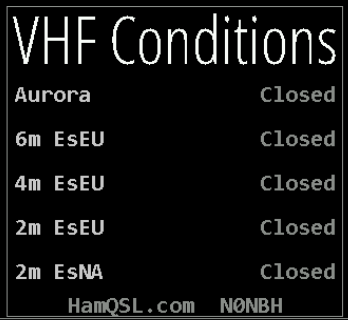 VHF Conditions
Aurora Closed
6m EsEU Closed
4m EsEU Closed
2m EsEU Closed
2m EsNA Closed
HamQSL.com N0NBH